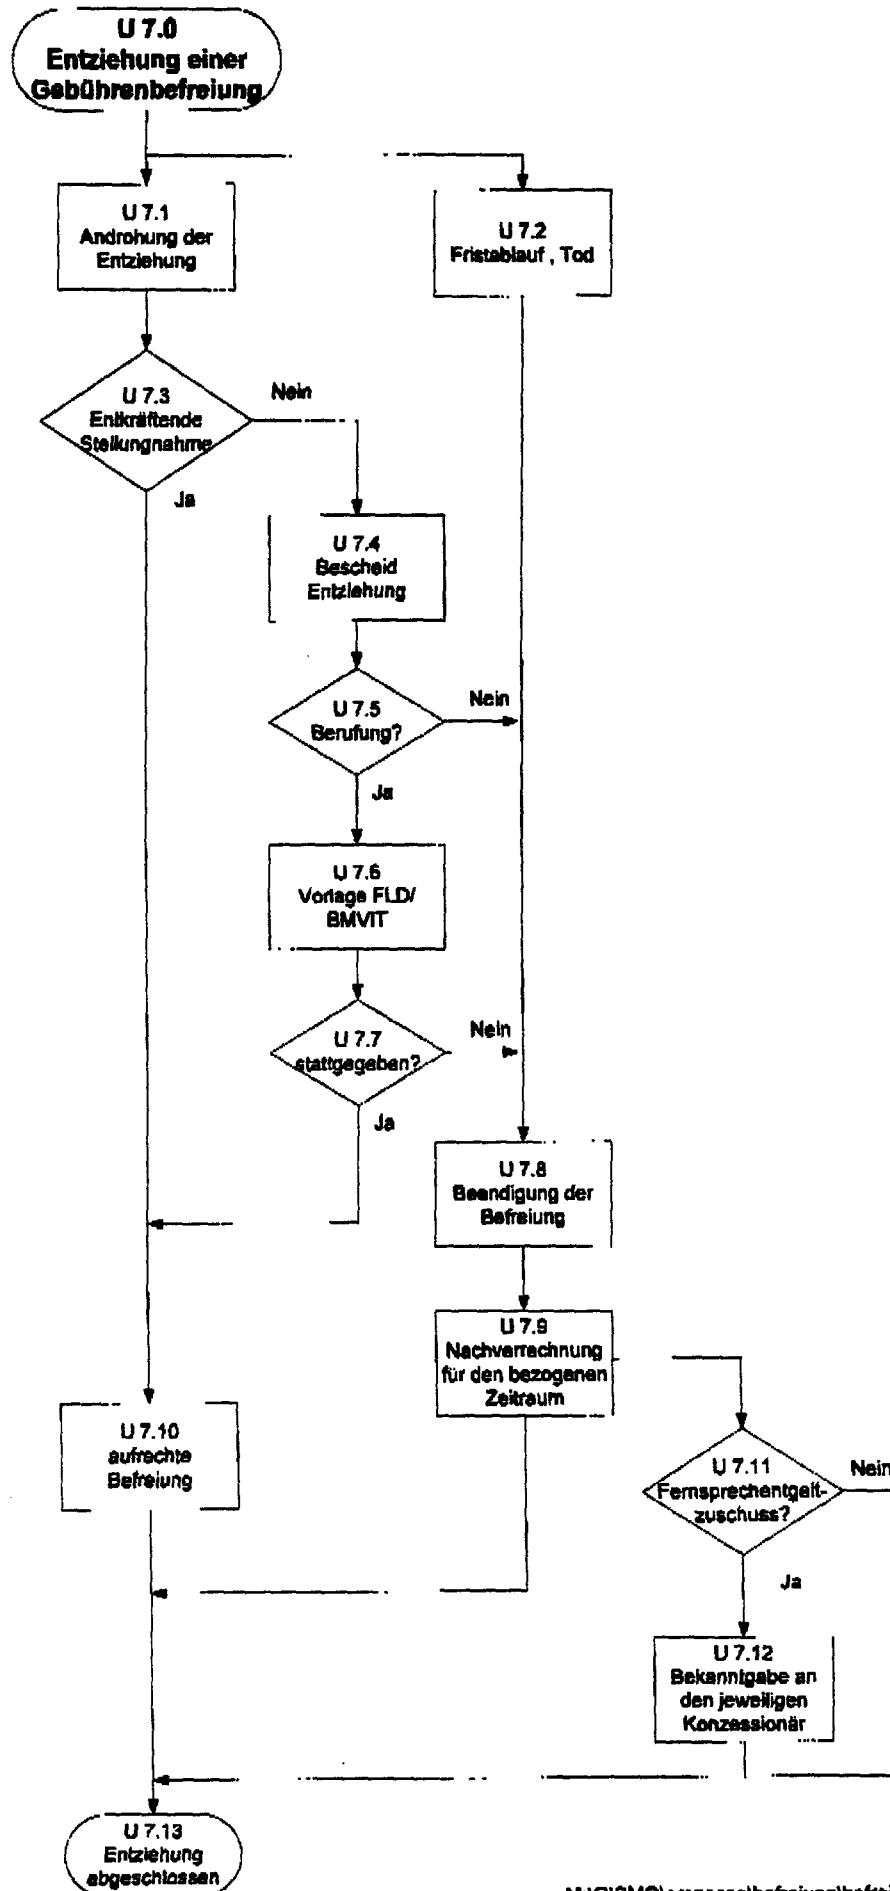 U 7.0
Entziehung einer
Gebührenbefreiung
U 7.1
Androhung der
Entziehung
U 7.2
Fristablauf , Tod
U 7.3
Entkräftende
Stellungnahme
Nein
Ja
U 7.4
Bescheid
Entziehung
U 7.5
Berufung?
Nein
Ja
U 7.6
Vorlage FLD/
BMVIT
U 7.7
stattgegeben?
Nein
Ja
U 7.8
Beendigung der
Befreiung
U 7.9
Nachverrechnung
für den bezogenen
Zeitraum
U 7.10
aufrechte
Befreiung
U 7.11
Fernsprechentgelt-
zuschuss?
Nein
Ja
U 7.12
Bekanntgabe an
den jeweiligen
Konzessionär
U 7.13
Entziehung
abgeschlossen